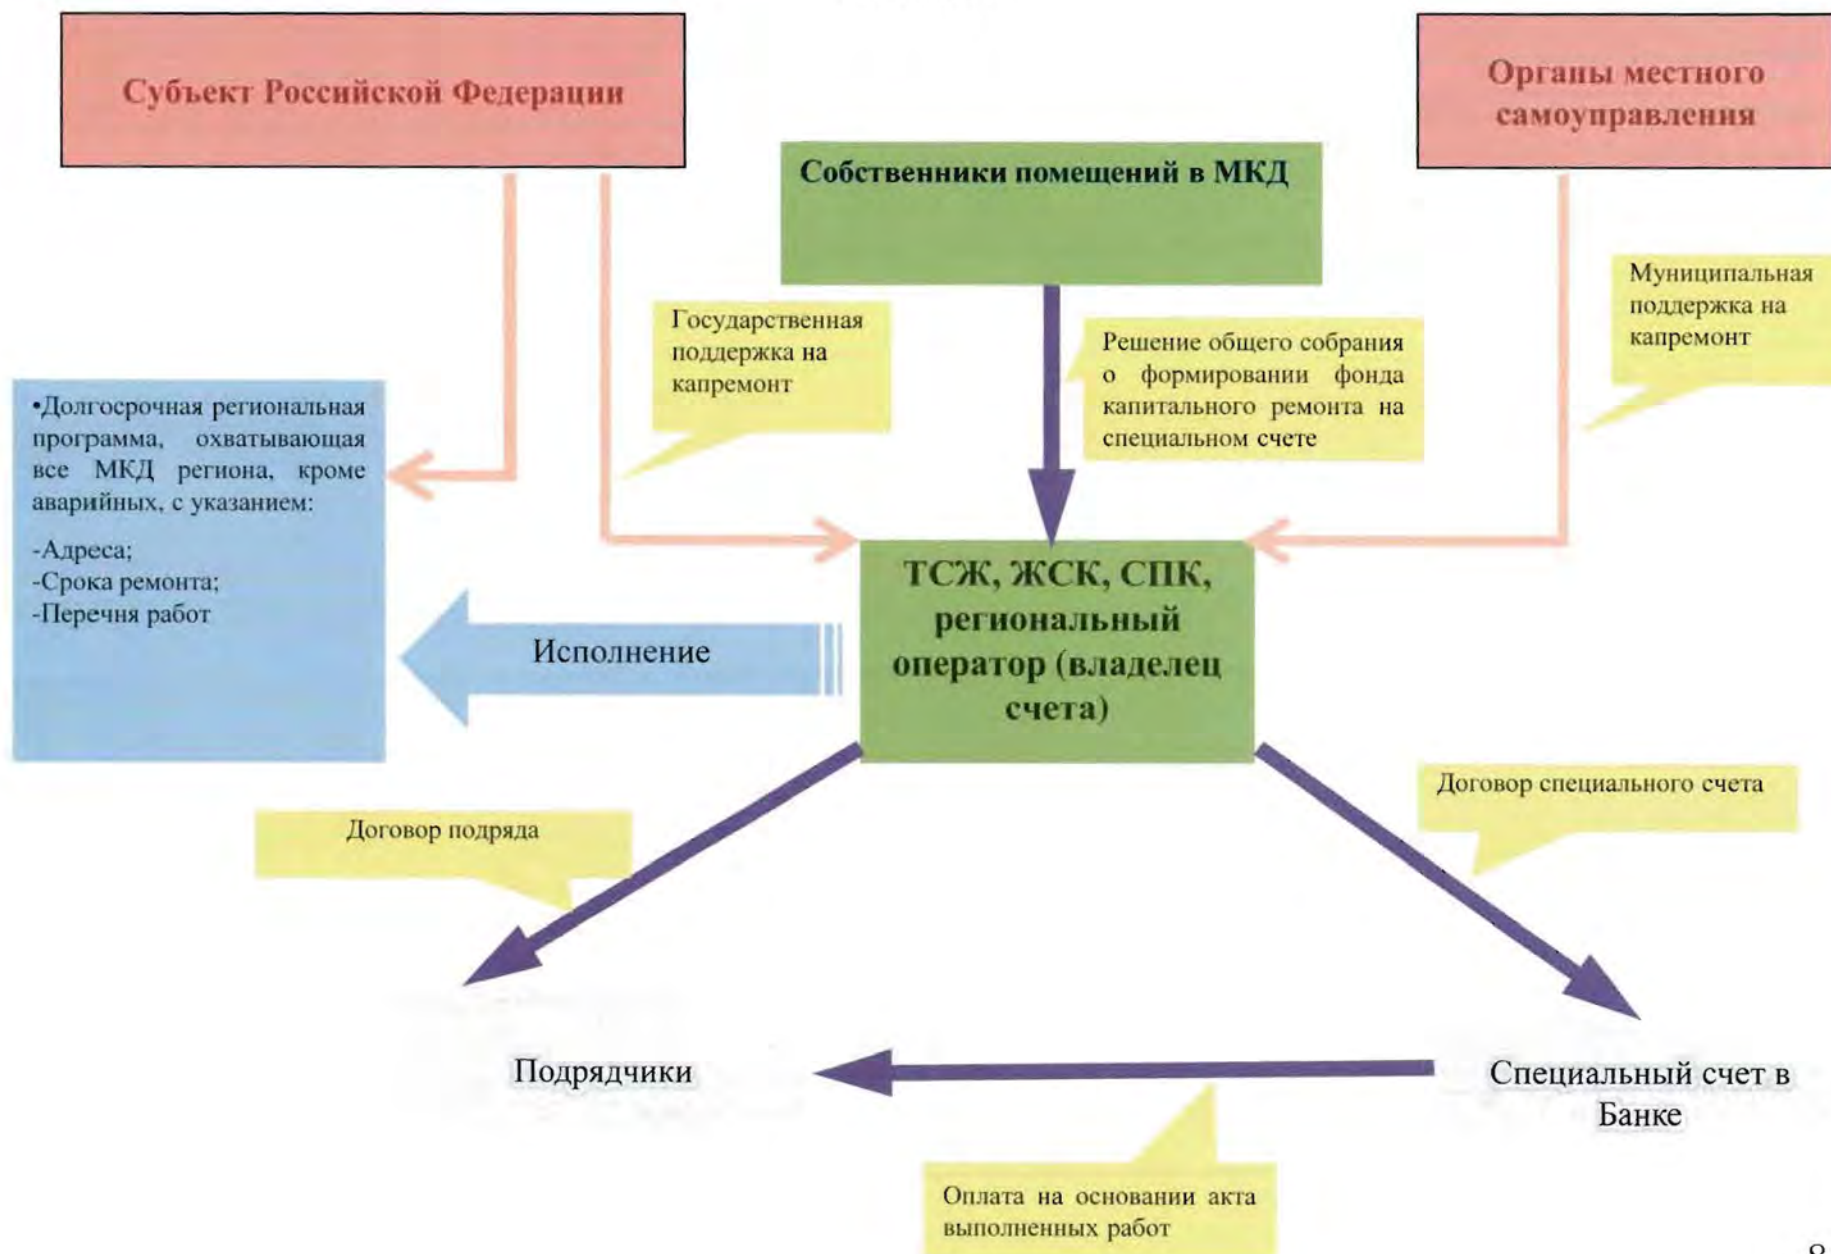 Субъект Российской Федерации
Органы местного
самоуправления
Собственники помещений в МКД
Государственная
поддержка на
капремонт
Решение общего собрания
о формировании фонда
капитального ремонта на
специальном счете
Муниципальная
поддержка на
капремонт
•Долгосрочная региональная
программа, охватывающая
все МКД региона, кроме
аварийных, с указанием:
-Адреса;
-Срока ремонта;
-Перечня работ
Исполнение
ТСЖ, ЖСК, СПК,
региональный
оператор (владелец
счета)
Договор подряда
Договор специального счета
Подрядчики
Специальный счет в
Банке
Оплата на основании акта
выполненных работ